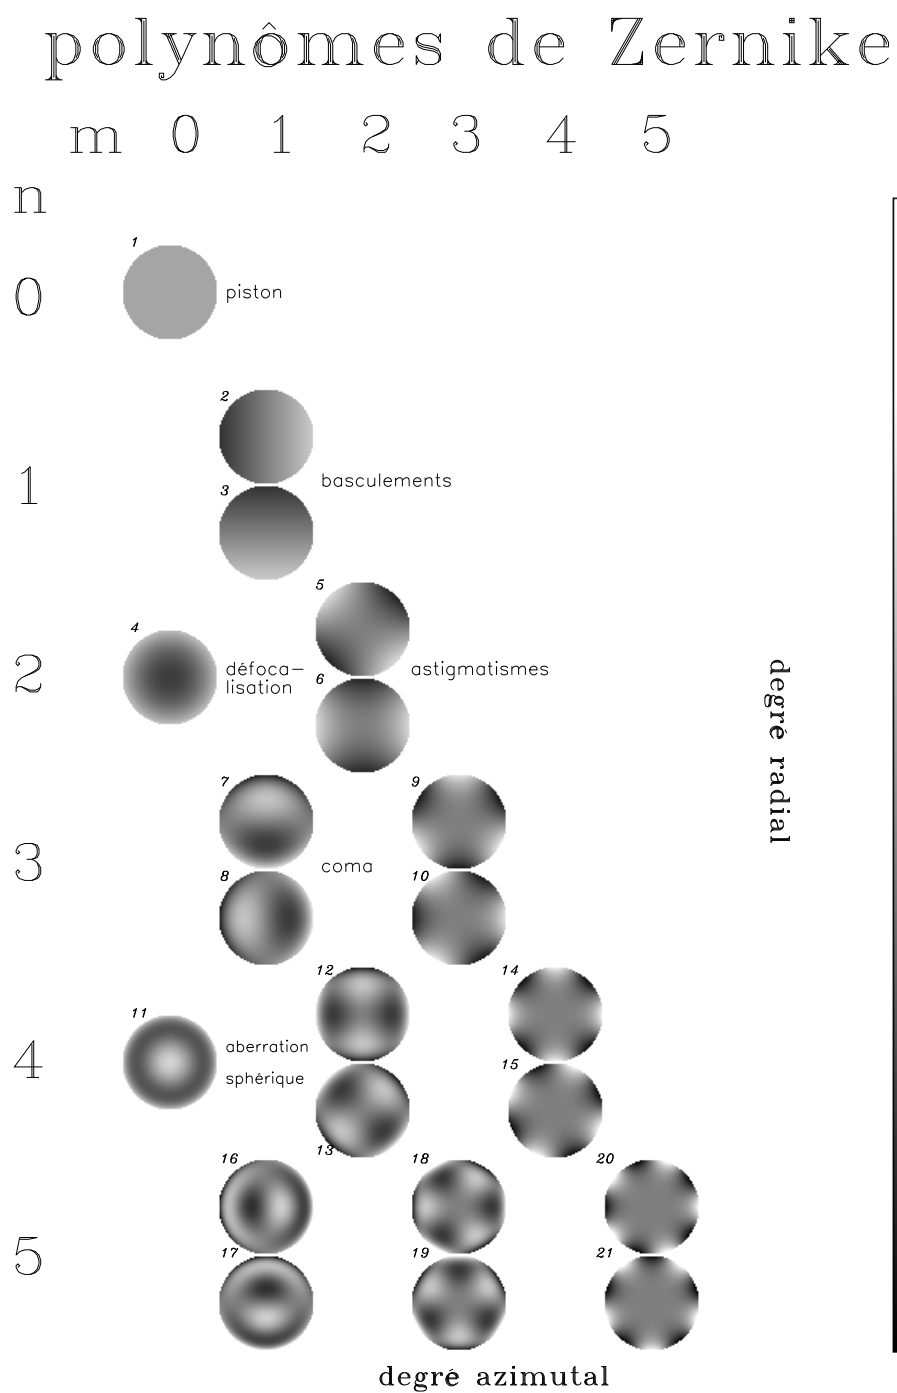 polynômes de Zernike
m 0 1 2 3 4 5
n
1
0 piston
2
1 3 basculements
5
4
2 défoca-
lisation
6 astigmatismes
7 9
3 8 coma 10
12 14
11
4 aberration
sphérique
15
13
16 18 20
5 17 19 21
degré radial
degré azimutal